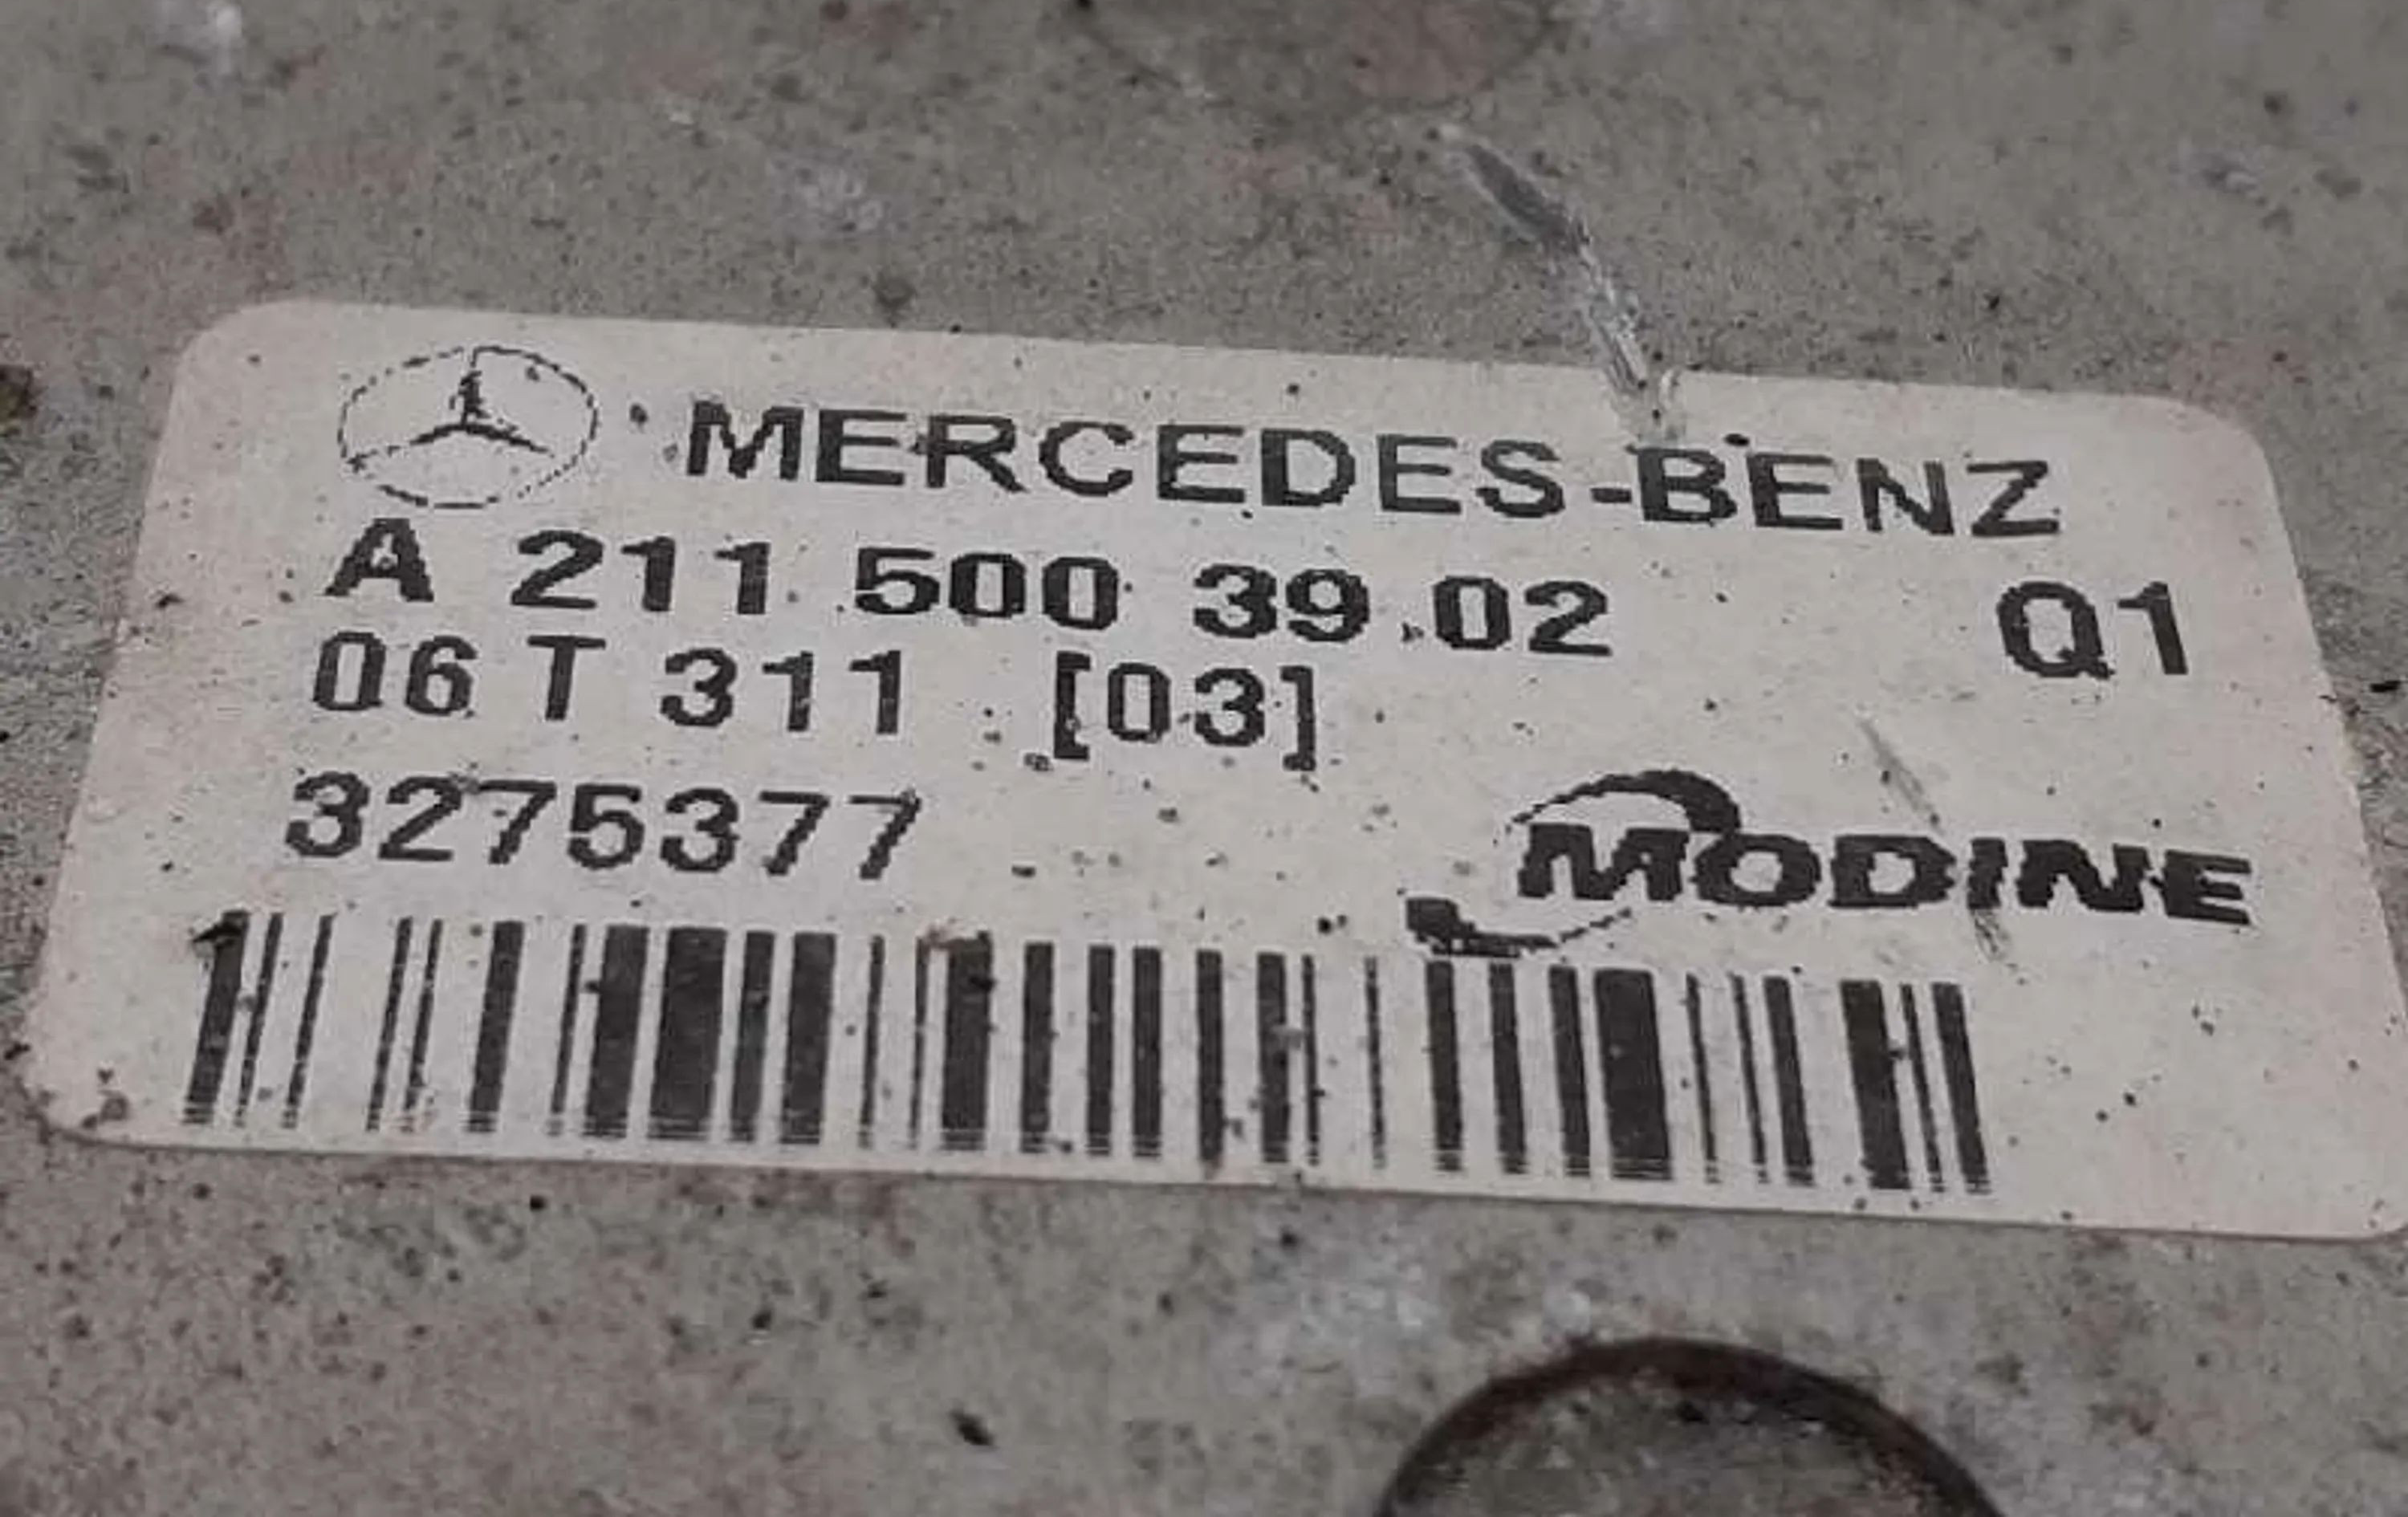 MERCEDES-BENZ
A 211 500 39 02 Q1
06 T 311 [03]
3275377
MODINE